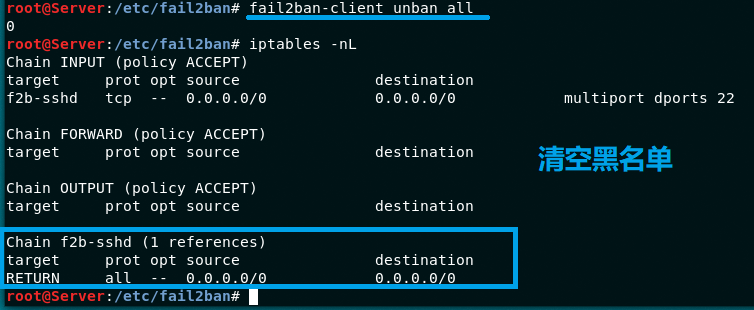 root@Server:/etc/fail2ban# fail2ban-client unban all
0
root@Server:/etc/fail2ban# iptables -nL
Chain INPUT (policy ACCEPT)
target     prot opt source               destination
f2b-sshd   tcp  --  0.0.0.0/0            0.0.0.0/0            multiport dports 22
Chain FORWARD (policy ACCEPT)
target     prot opt source               destination
清空黑名单
Chain OUTPUT (policy ACCEPT)
target     prot opt source               destination
Chain f2b-sshd (1 references)
target     prot opt source               destination
RETURN     all  --  0.0.0.0/0            0.0.0.0/0
root@Server:/etc/fail2ban#